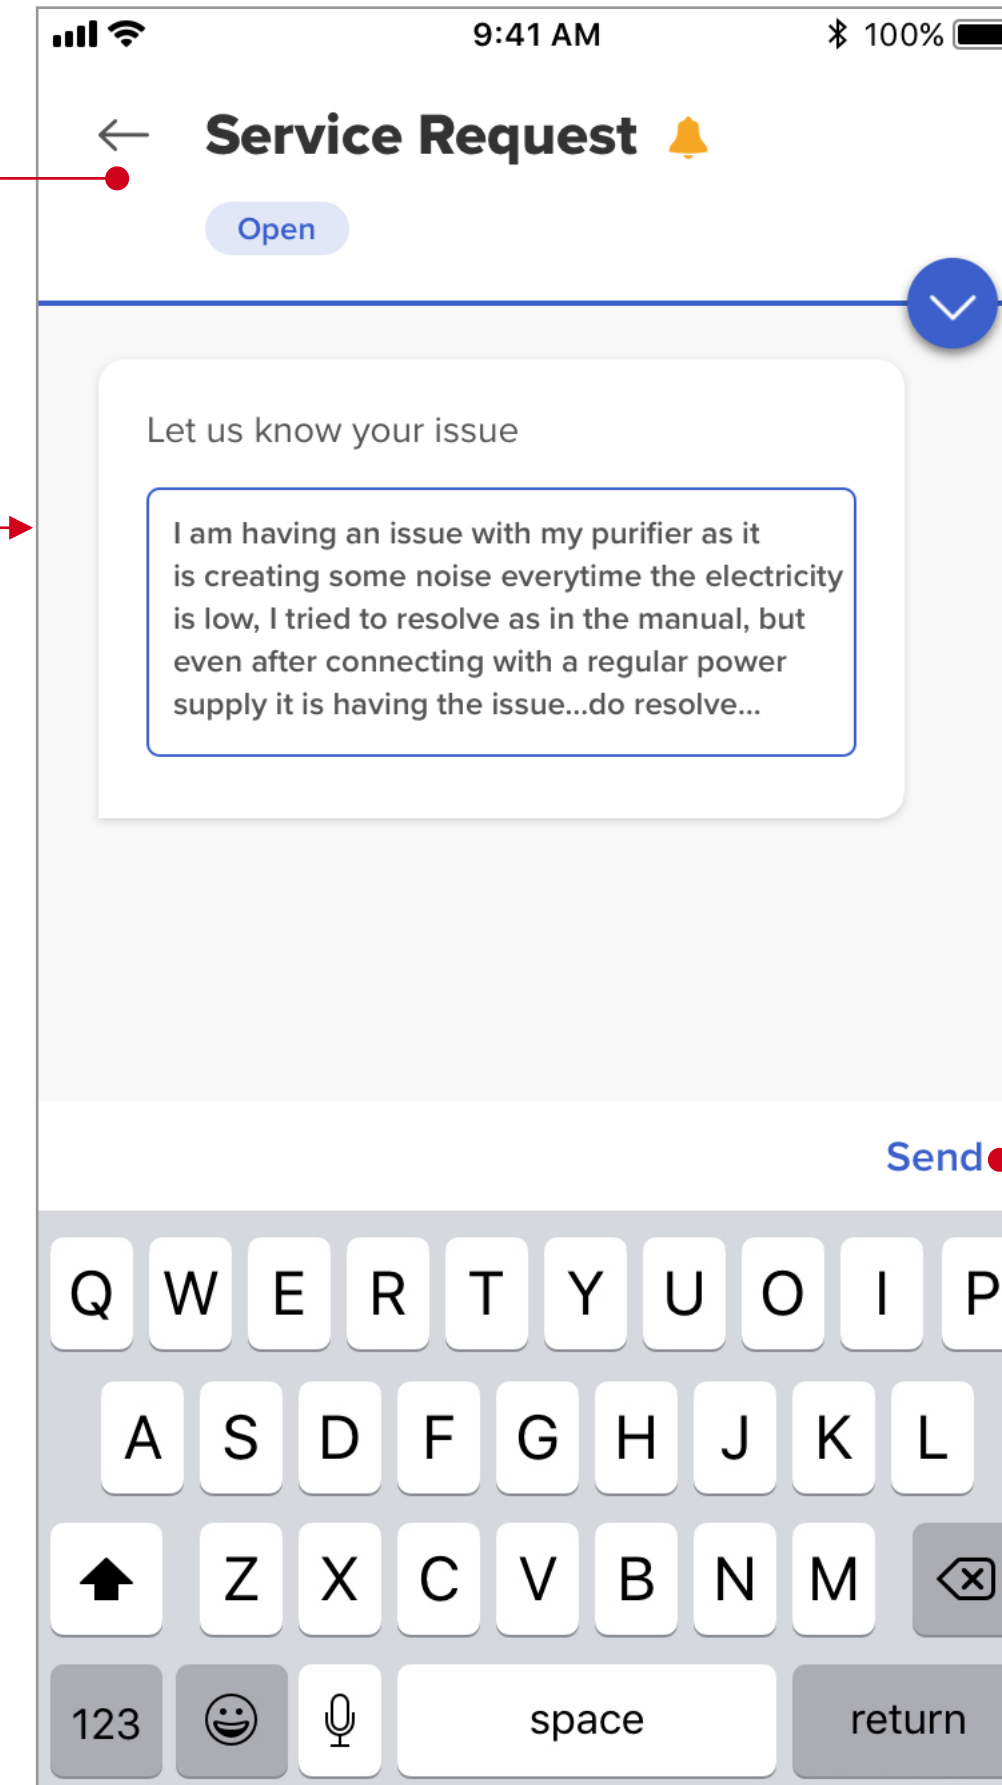 9:41 AM
100%
Service Request
Open
Let us know your issue
I am having an issue with my purifier as it
is creating some noise everytime the electricity
is low, I tried to resolve as in the manual, but
even after connecting with a regular power
supply it is having the issue...do resolve...
Send
Q W E R T Y U O I P
A S D F G H J K L
Z X C V B N M
123 space return